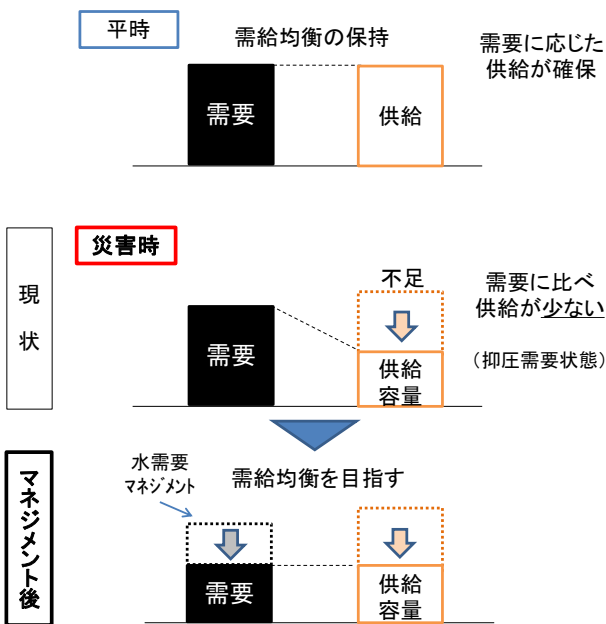 平時
需給均衡の保持
需要に応じた
供給が確保
需要
供給
現状
災害時
不足
需要に比べ
供給が少ない
(抑圧需要状態)
需要
供給
容量
マネジメント後
水需要
マネジメント
需給均衡を目指す
需要
供給
容量